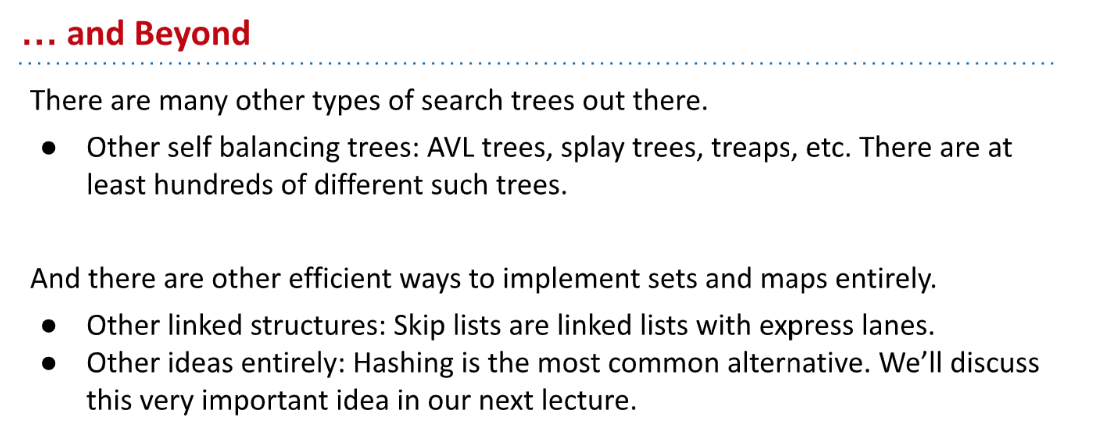 ... and Beyond
There are many other types of search trees out there.
● Other self balancing trees: AVL trees, splay trees, treaps, etc. There are at
least hundreds of different such trees.
And there are other efficient ways to implement sets and maps entirely.
● Other linked structures: Skip lists are linked lists with express lanes.
● Other ideas entirely: Hashing is the most common alternative. We’ll discuss
this very important idea in our next lecture.